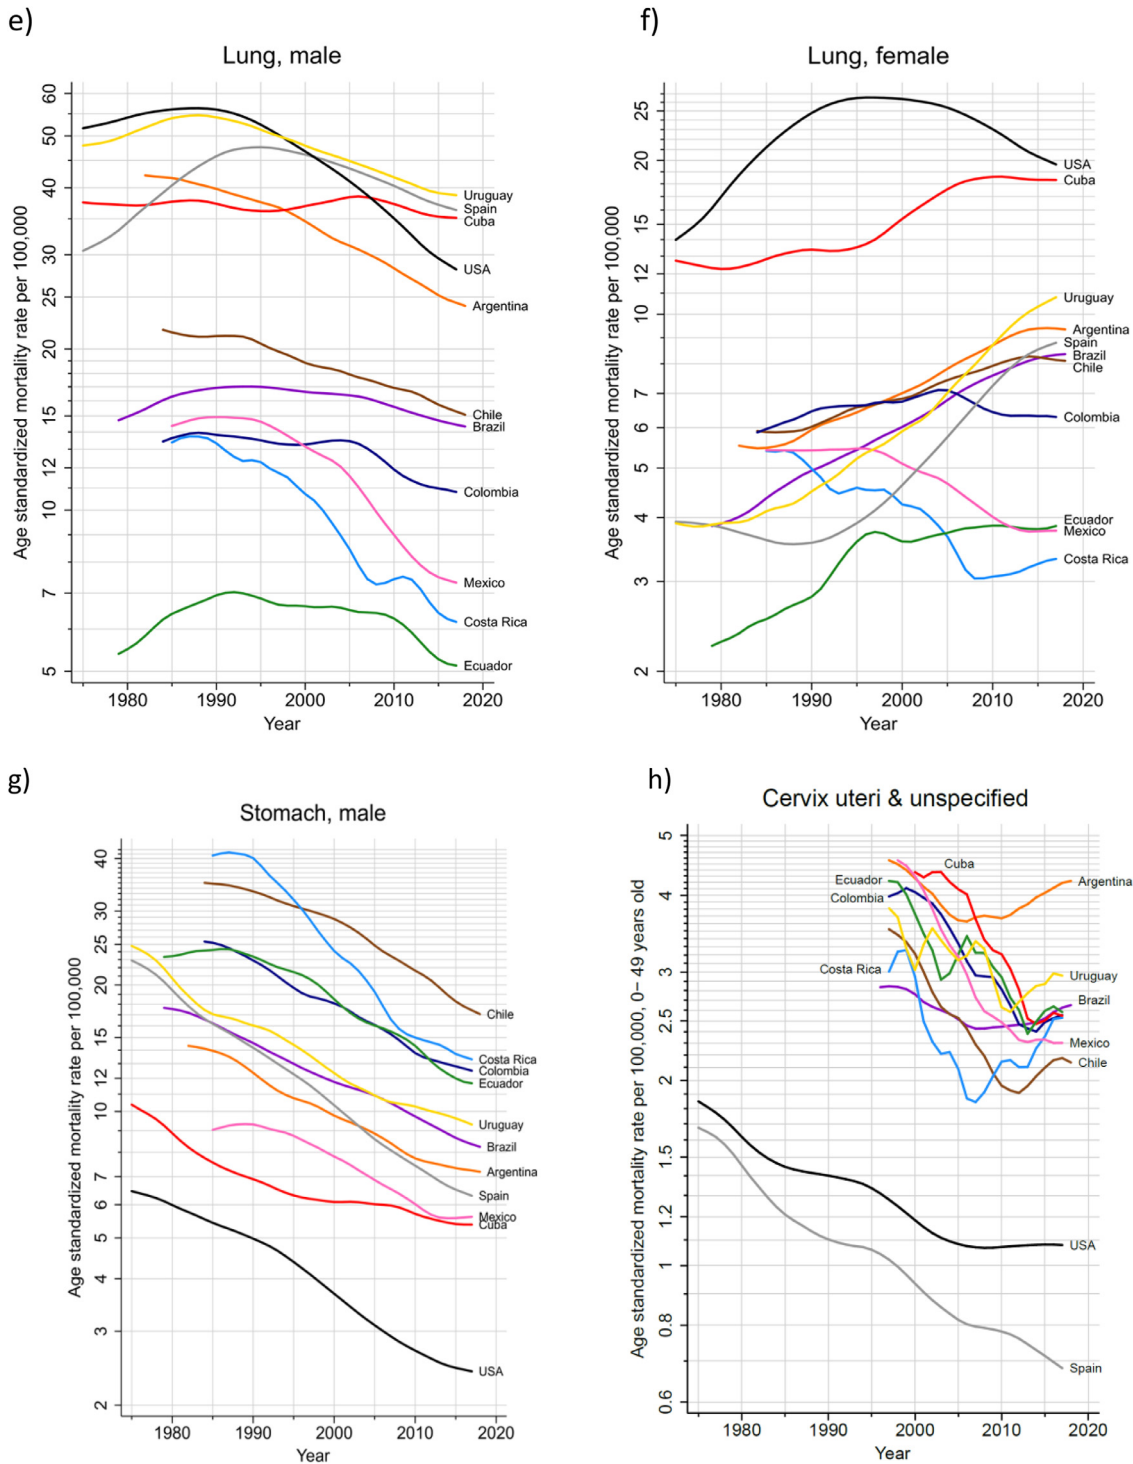 e)
Lung, male
Age standardized mortality rate per 100,000
60
50
40
30
25
20
15
12
10
7
5
Uruguay
Spain
Cuba
USA
Argentina
Chile
Brazil
Colombia
Mexico
Costa Rica
Ecuador
1980 1990 2000 2010 2020
Year
f)
Lung, female
Age standardized mortality rate per 100,000
25
20
15
12
10
7
6
5
4
3
2
USA
Cuba
Uruguay
Argentina
Spain
Brazil
Chile
Colombia
Ecuador
Mexico
Costa Rica
1980 1990 2000 2010 2020
Year
g)
Stomach, male
Age standardized mortality rate per 100,000
40
30
25
20
15
12
10
7
6
5
4
3
2
Chile
Costa Rica
Colombia
Ecuador
Uruguay
Brazil
Argentina
Spain
Mexico
Cuba
USA
1980 1990 2000 2010 2020
Year
h)
Cervix uteri & unspecified
Age standardized mortality rate per 100,000, 0– 49 years old
5
4
3
2.5
2
1.5
1.2
1
0.8
0.6
Cuba
Ecuador
Argentina
Colombia
Costa Rica
Uruguay
Brazil
Mexico
Chile
USA
Spain
1980 1990 2000 2010 2020
Year